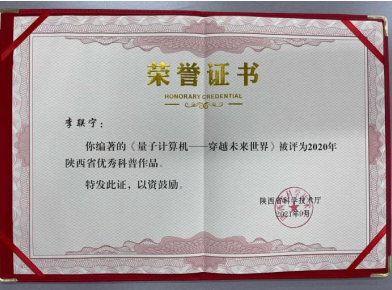 荣誉证书
HONORARY CREDENTIAL
李联宁：
你编著的《量子计算机——穿越未来世界》被评为2020年
陕西省优秀科普作品。
特发此证，以资鼓励。
陕西省科学技术厅
2021年9月